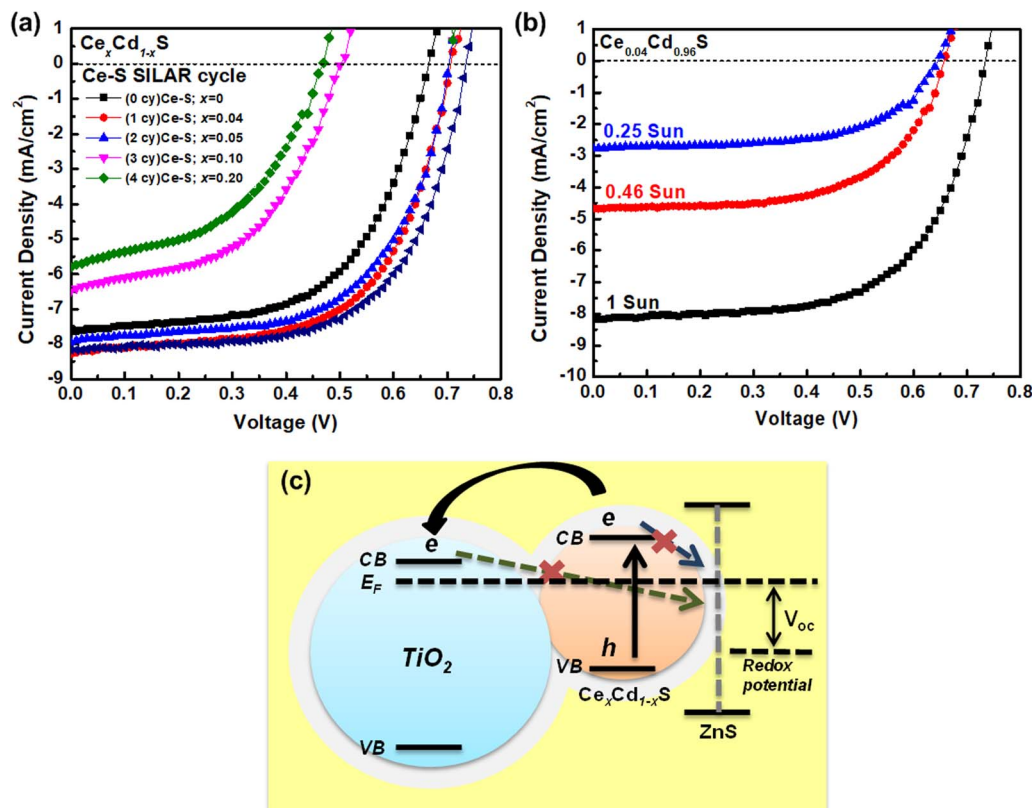 (a)
CeₓCd₁₋ₓS
Ce-S SILAR cycle
(0 cy)Ce-S; x=0
(1 cy)Ce-S; x=0.04
(2 cy)Ce-S; x=0.05
(3 cy)Ce-S; x=0.10
(4 cy)Ce-S; x=0.20
Current Density (mA/cm²)
1
0
-1
-2
-3
-4
-5
-6
-7
-8
-9
0.0 0.1 0.2 0.3 0.4 0.5 0.6 0.7 0.8
Voltage (V)
(b)
Ce₀.₀₄Cd₀.₉₆S
0.25 Sun
0.46 Sun
1 Sun
Current Density (mA/cm²)
1
0
-1
-2
-3
-4
-5
-6
-7
-8
-9
-10
0.0 0.1 0.2 0.3 0.4 0.5 0.6 0.7 0.8
Voltage (V)
(c)
e
CB
E_F
TiO₂
VB
e
CB
h
VB
CeₓCd₁₋ₓS
V_oc
Redox
potential
ZnS